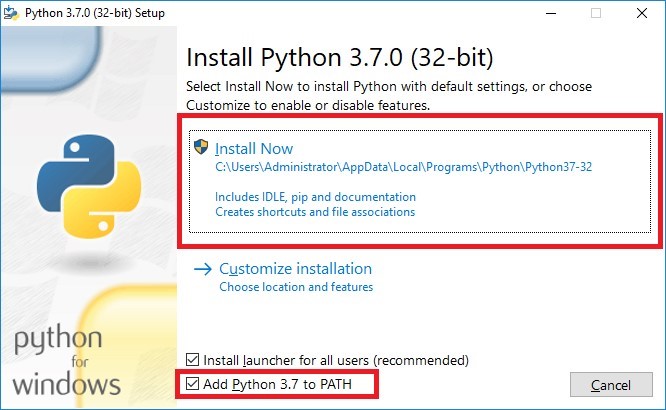 Python 3.7.0 (32-bit) Setup
Install Python 3.7.0 (32-bit)
Select Install Now to install Python with default settings, or choose
Customize to enable or disable features.
Install Now
C:\Users\Administrator\AppData\Local\Programs\Python\Python37-32
Includes IDLE, pip and documentation
Creates shortcuts and file associations
Customize installation
Choose location and features
python
for
windows
Install launcher for all users (recommended)
Add Python 3.7 to PATH
Cancel